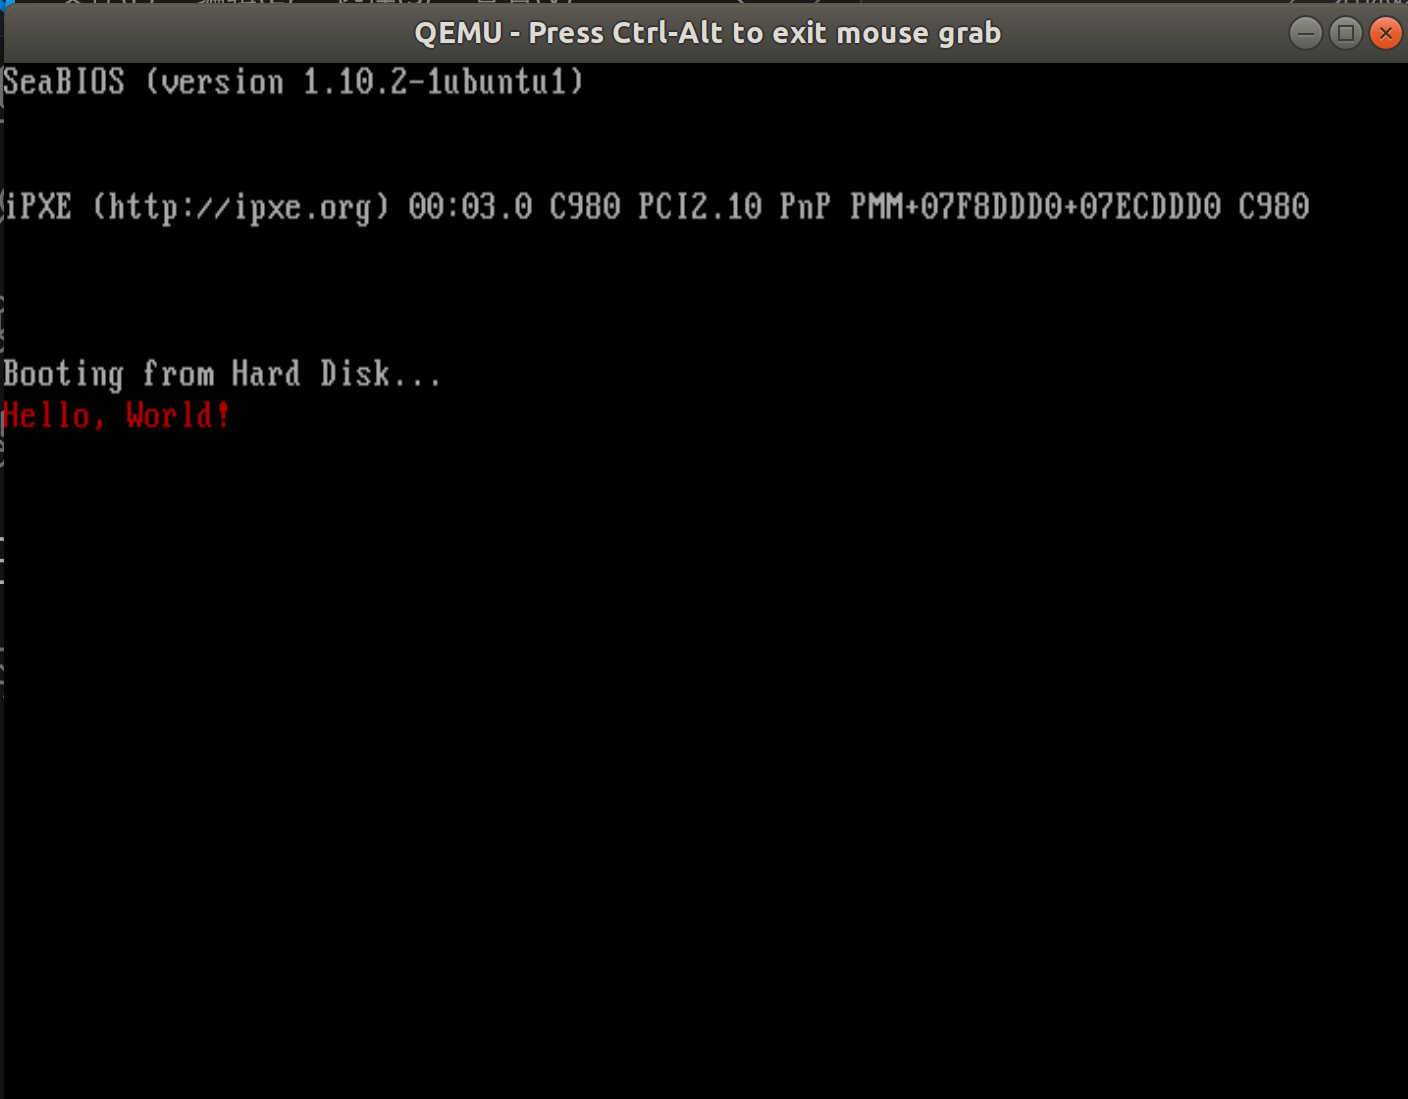 QEMU - Press Ctrl-Alt to exit mouse grab
SeaBIOS (version 1.10.2-1ubuntu1)
iPXE (http://ipxe.org) 00:03.0 C980 PCI2.10 PnP PMM+07F8DDD0+07ECDDD0 C980
Booting from Hard Disk...
Hello, World!